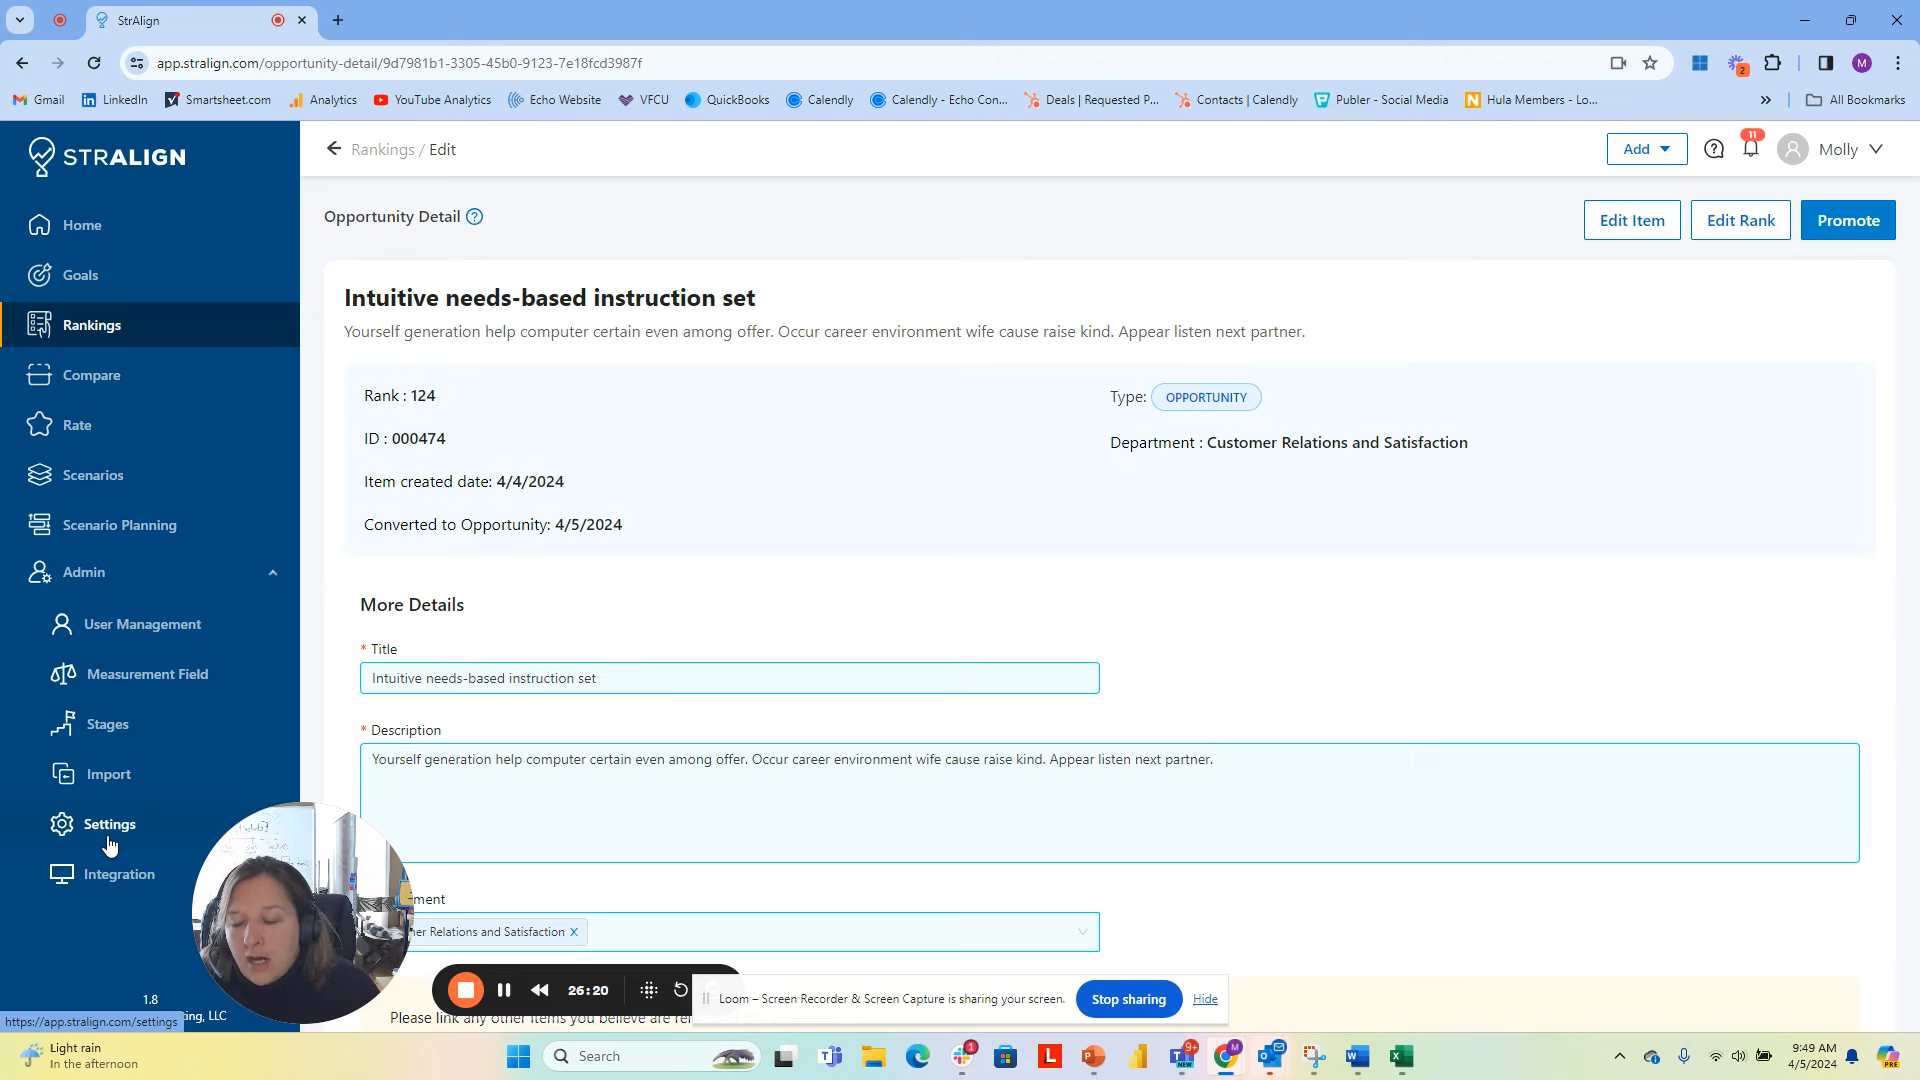 StrAlign
app.stralign.com/opportunity-detail/9d7981b1-3305-45b0-9123-7e18fcd3987f
2
M
Gmail
LinkedIn
Smartsheet.com
Analytics
YouTube Analytics
Echo Website
VFCU
QuickBooks
Calendly
Calendly - Echo Con...
Deals | Requested P...
Contacts | Calendly
Publer - Social Media
Hula Members - Lo...
All Bookmarks
STRALIGN
Rankings / Edit
Add
11
Molly
Home
Goals
Rankings
Compare
Rate
Scenarios
Scenario Planning
Admin
User Management
Measurement Field
Stages
Import
Settings
Integration
1.8
ing, LLC
https://app.stralign.com/settings
Opportunity Detail
Edit Item
Edit Rank
Promote
Intuitive needs-based instruction set
Yourself generation help computer certain even among offer. Occur career environment wife cause raise kind. Appear listen next partner.
Rank : 124
Type: OPPORTUNITY
ID : 000474
Department : Customer Relations and Satisfaction
Item created date: 4/4/2024
Converted to Opportunity: 4/5/2024
More Details
* Title
Intuitive needs-based instruction set
* Description
Yourself generation help computer certain even among offer. Occur career environment wife cause raise kind. Appear listen next partner.
ment
er Relations and Satisfaction
26:20
Loom – Screen Recorder & Screen Capture is sharing your screen.
Stop sharing
Hide
Please link any other items you believe are re
Light rain
In the afternoon
Search
1
9+
M
9:49 AM
4/5/2024